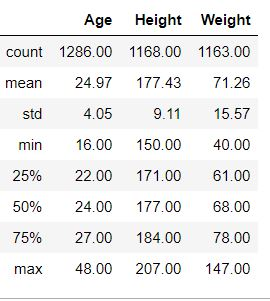 Age Height Weight
count 1286.00 1168.00 1163.00
mean 24.97 177.43 71.26
std 4.05 9.11 15.57
min 16.00 150.00 40.00
25% 22.00 171.00 61.00
50% 24.00 177.00 68.00
75% 27.00 184.00 78.00
max 48.00 207.00 147.00